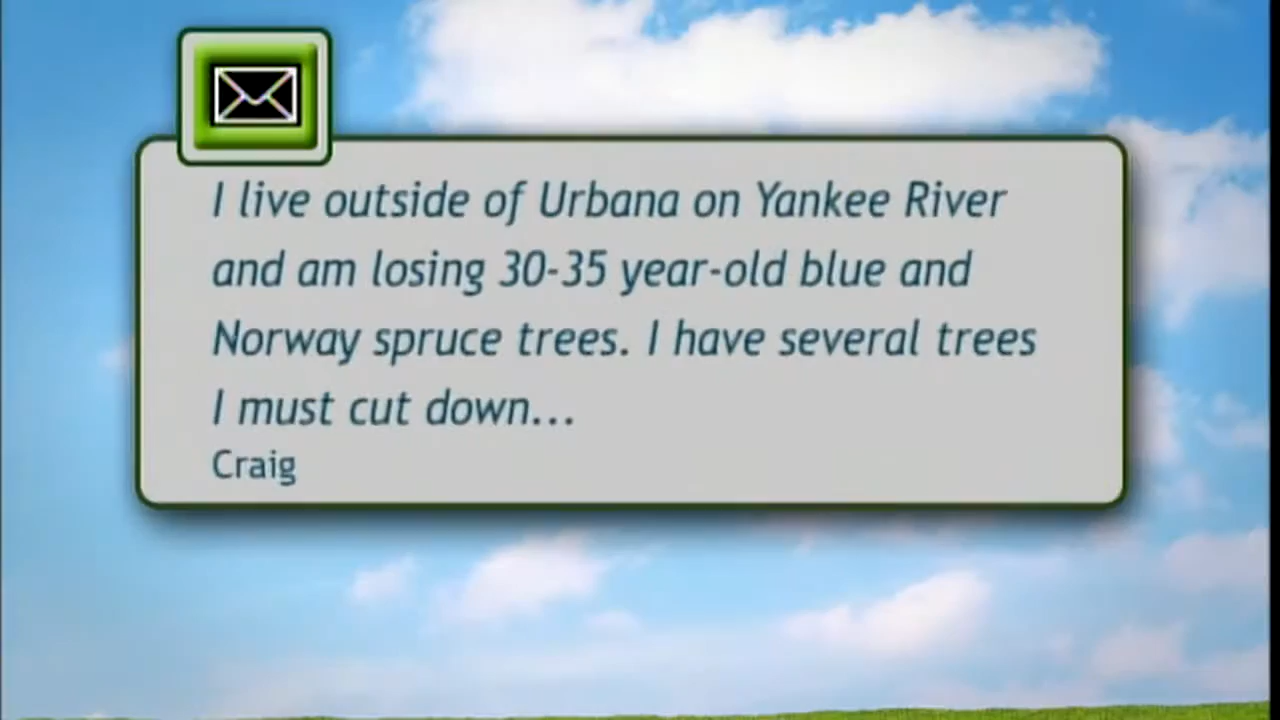 I live outside of Urbana on Yankee River
and am losing 30-35 year-old blue and
Norway spruce trees. I have several trees
I must cut down...
Craig